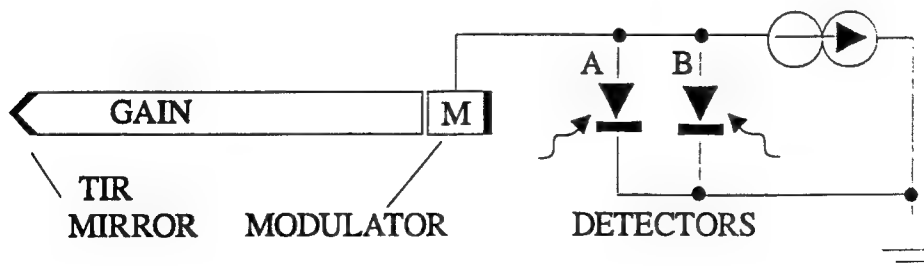 A
B
GAIN
M
TIR
MIRROR
MODULATOR
DETECTORS